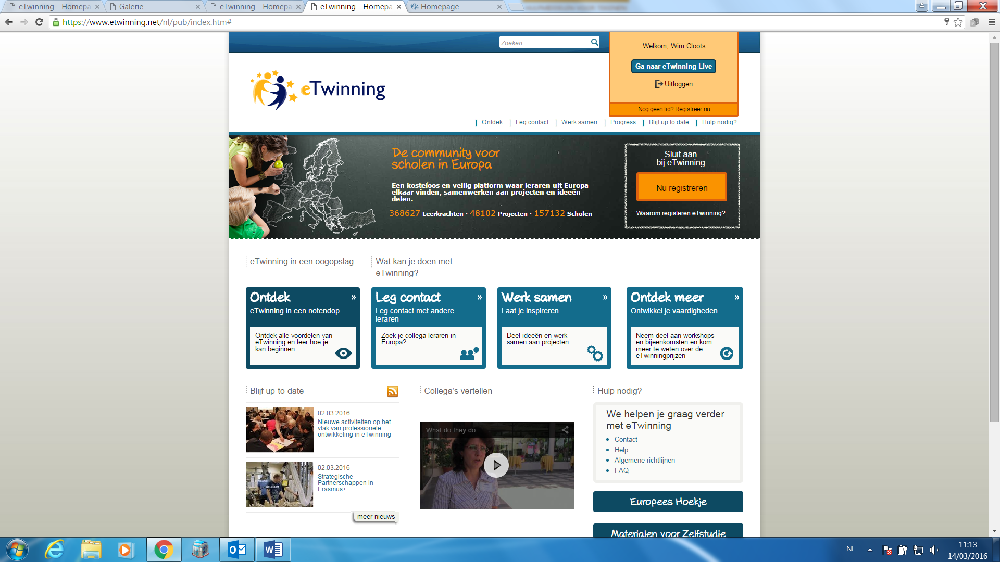 eTwinning - Homepa
Galerie
eTwinning - Homepa
eTwinning - Homepa
Homepage
https://www.etwinning.net/nl/pub/index.htm#
Zoeken
Welkom, Wim Cloots
Ga naar eTwinning Live
Uitloggen
Nog geen lid? Registreer nu
eTwinning
Ontdek
Leg contact
Werk samen
Progress
Blijf up to date
Hulp nodig?
De community voor
scholen in Europa
Een kosteloos en veilig platform waar leraren uit Europa
elkaar vinden, samenwerken aan projecten en ideeën
delen.
368627 Leerkrachten · 48102 Projecten · 157132 Scholen
Sluit aan
bij eTwinning
Nu registreren
Waarom registeren eTwinning?
eTwinning in een oogopslag
Wat kan je doen met
eTwinning?
Ontdek »
eTwinning in een notendop
Ontdek alle voordelen van
eTwinning en leer hoe je
kan beginnen.
Leg contact »
Leg contact met andere
leraren
Zoek je collega-leraren in
Europa?
Werk samen »
Laat je inspireren
Deel ideeën en werk
samen aan projecten.
Ontdek meer »
Ontwikkel je vaardigheden
Neem deel aan workshops
en bijeenkomsten en kom
meer te weten over de
eTwinningprijzen
Blijf up-to-date
02.03.2016
Nieuwe activiteiten op het
vlak van professionele
ontwikkeling in eTwinning
BELGIUM
02.03.2016
Strategische
Partnerschappen in
Erasmus+
meer nieuws
Collega's vertellen
What do they do
Hulp nodig?
We helpen je graag verder
met eTwinning
Contact
Help
Algemene richtlijnen
FAQ
Europees Hoekje
Materialen voor Zelfstudie
NL
11:13
14/03/2016